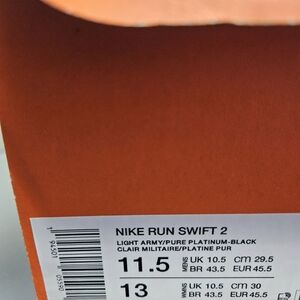 NIKE RUN SWIFT 2
LIGHT ARMY/PURE PLATINUM-BLACK
CLAIR MILITAIRE/PLATINE PUR
11.5 MENS UK 10.5 cm 29.5
BR 43.5 EUR 45.5
13 WMNS UK 10.5 cm 30
BR 43.5 EUR 45.5